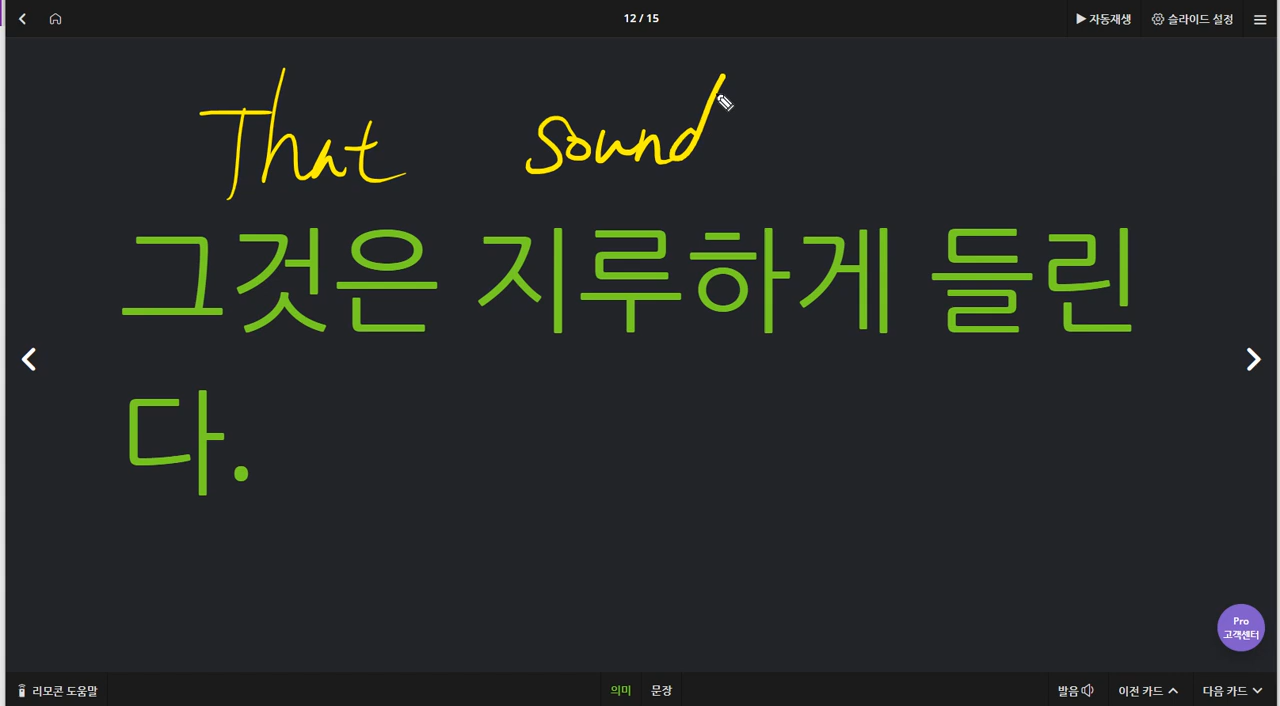 12 / 15
자동재생
슬라이드 설정
That sound
그것은 지루하게 들린
다.
Pro
고객센터
리모콘 도움말
의미
문장
발음
이전 카드
다음 카드